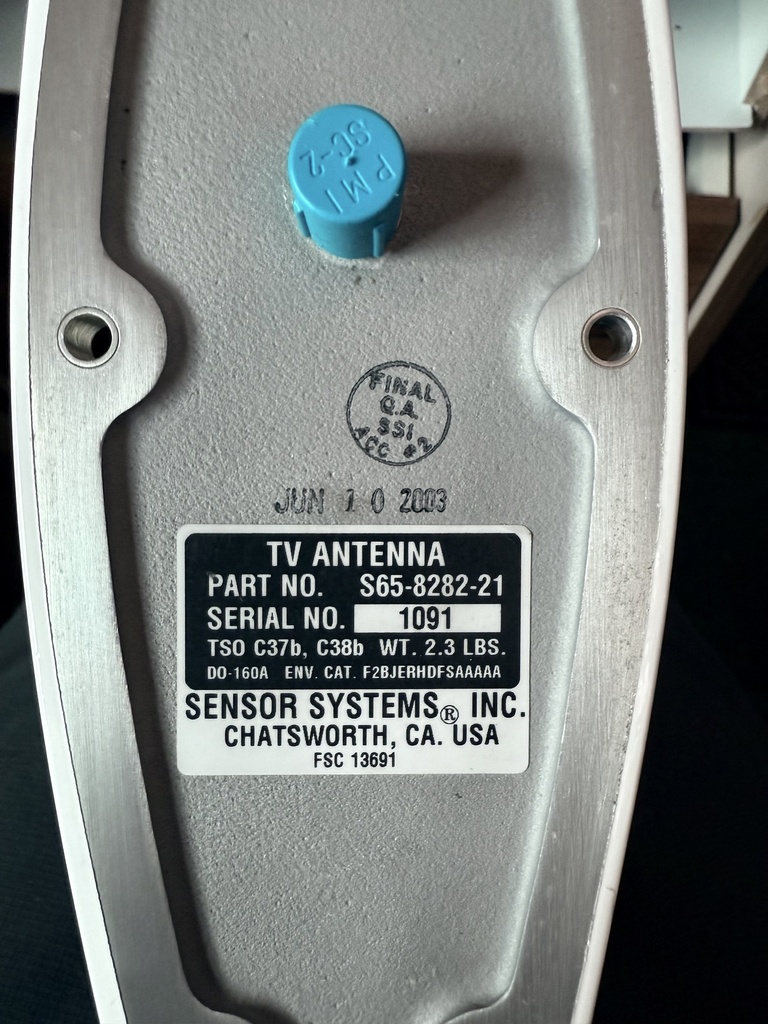 PMI
SC-2
FINAL
Q.A.
SSI
ACC #2
JUN 10 2003
TV ANTENNA
PART NO. S65-8282-21
SERIAL NO. 1091
TSO C37b, C38b WT. 2.3 LBS.
DO-160A ENV. CAT. F2BJERHDFSAAAAA
SENSOR SYSTEMS® INC.
CHATSWORTH, CA. USA
FSC 13691